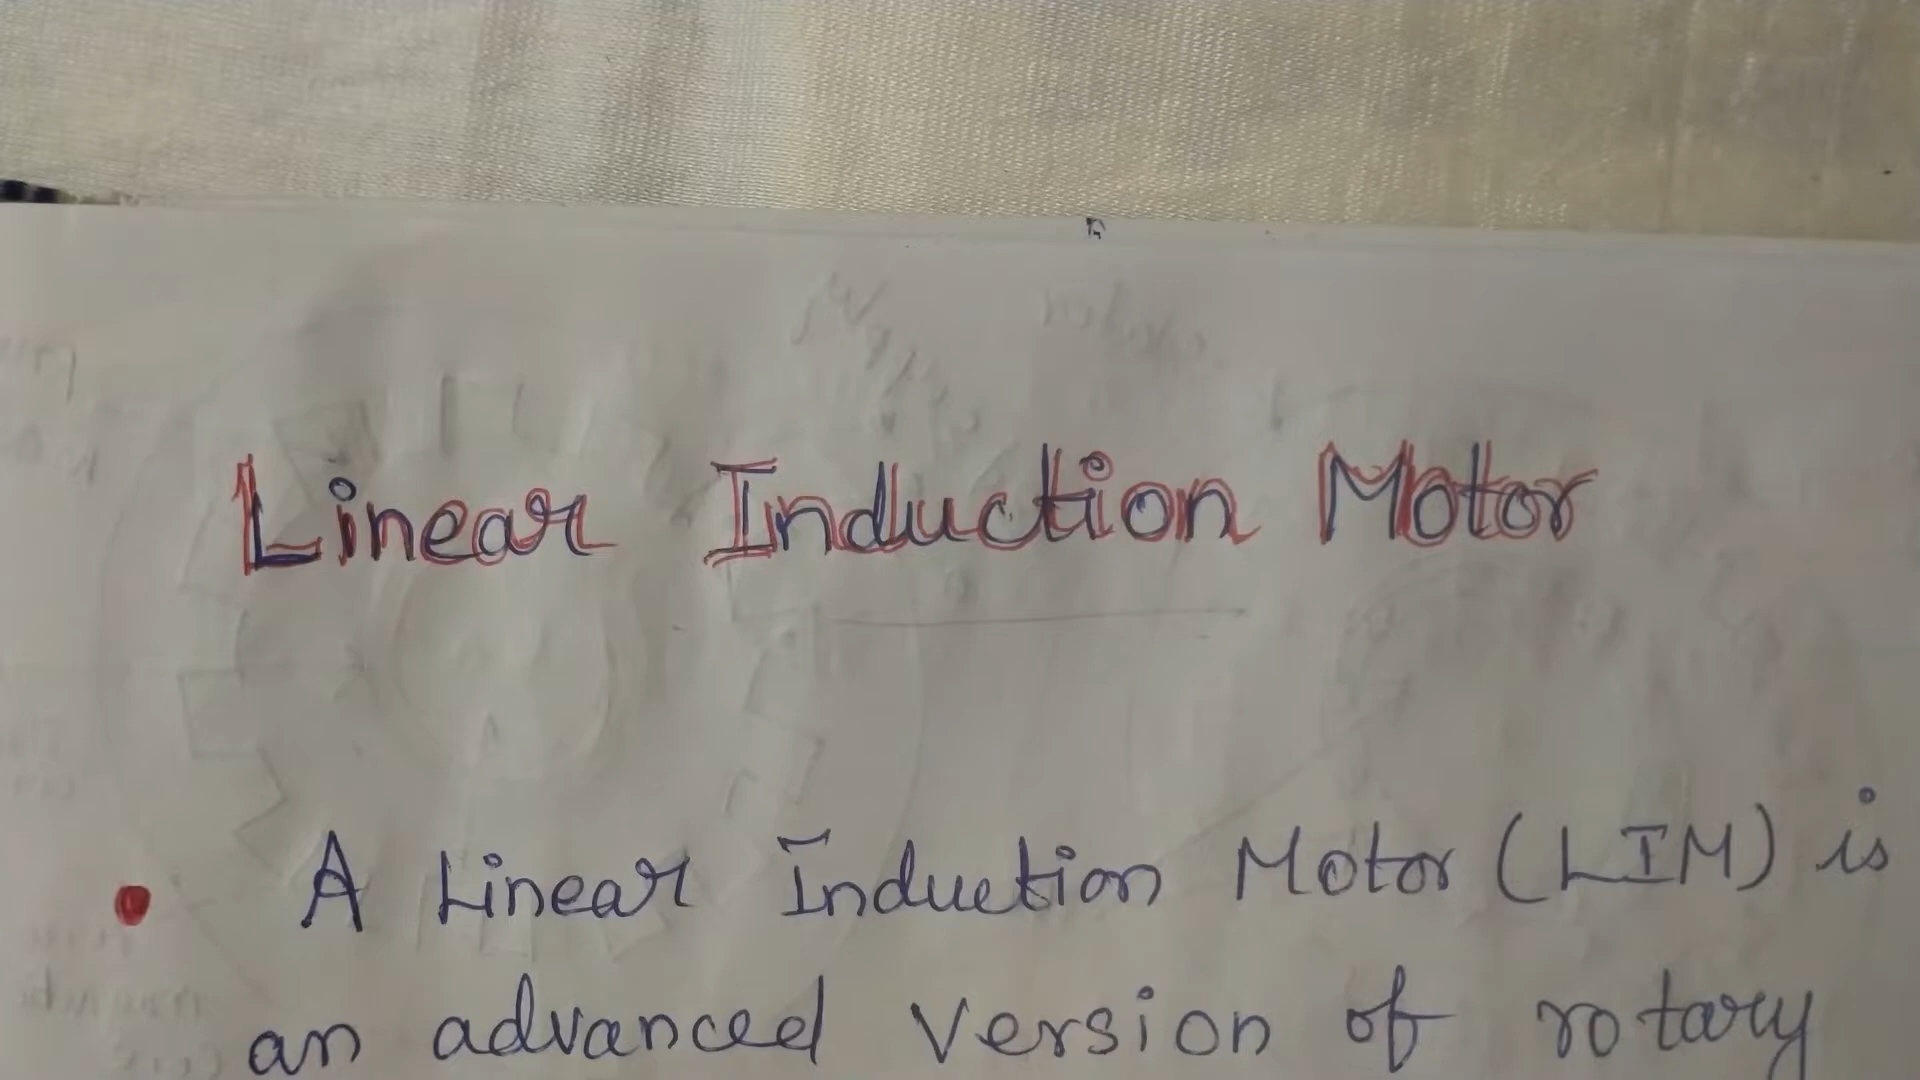 Linear Induction Motor
A Linear Induction Motor (LIM) is
an advanced version of rotary